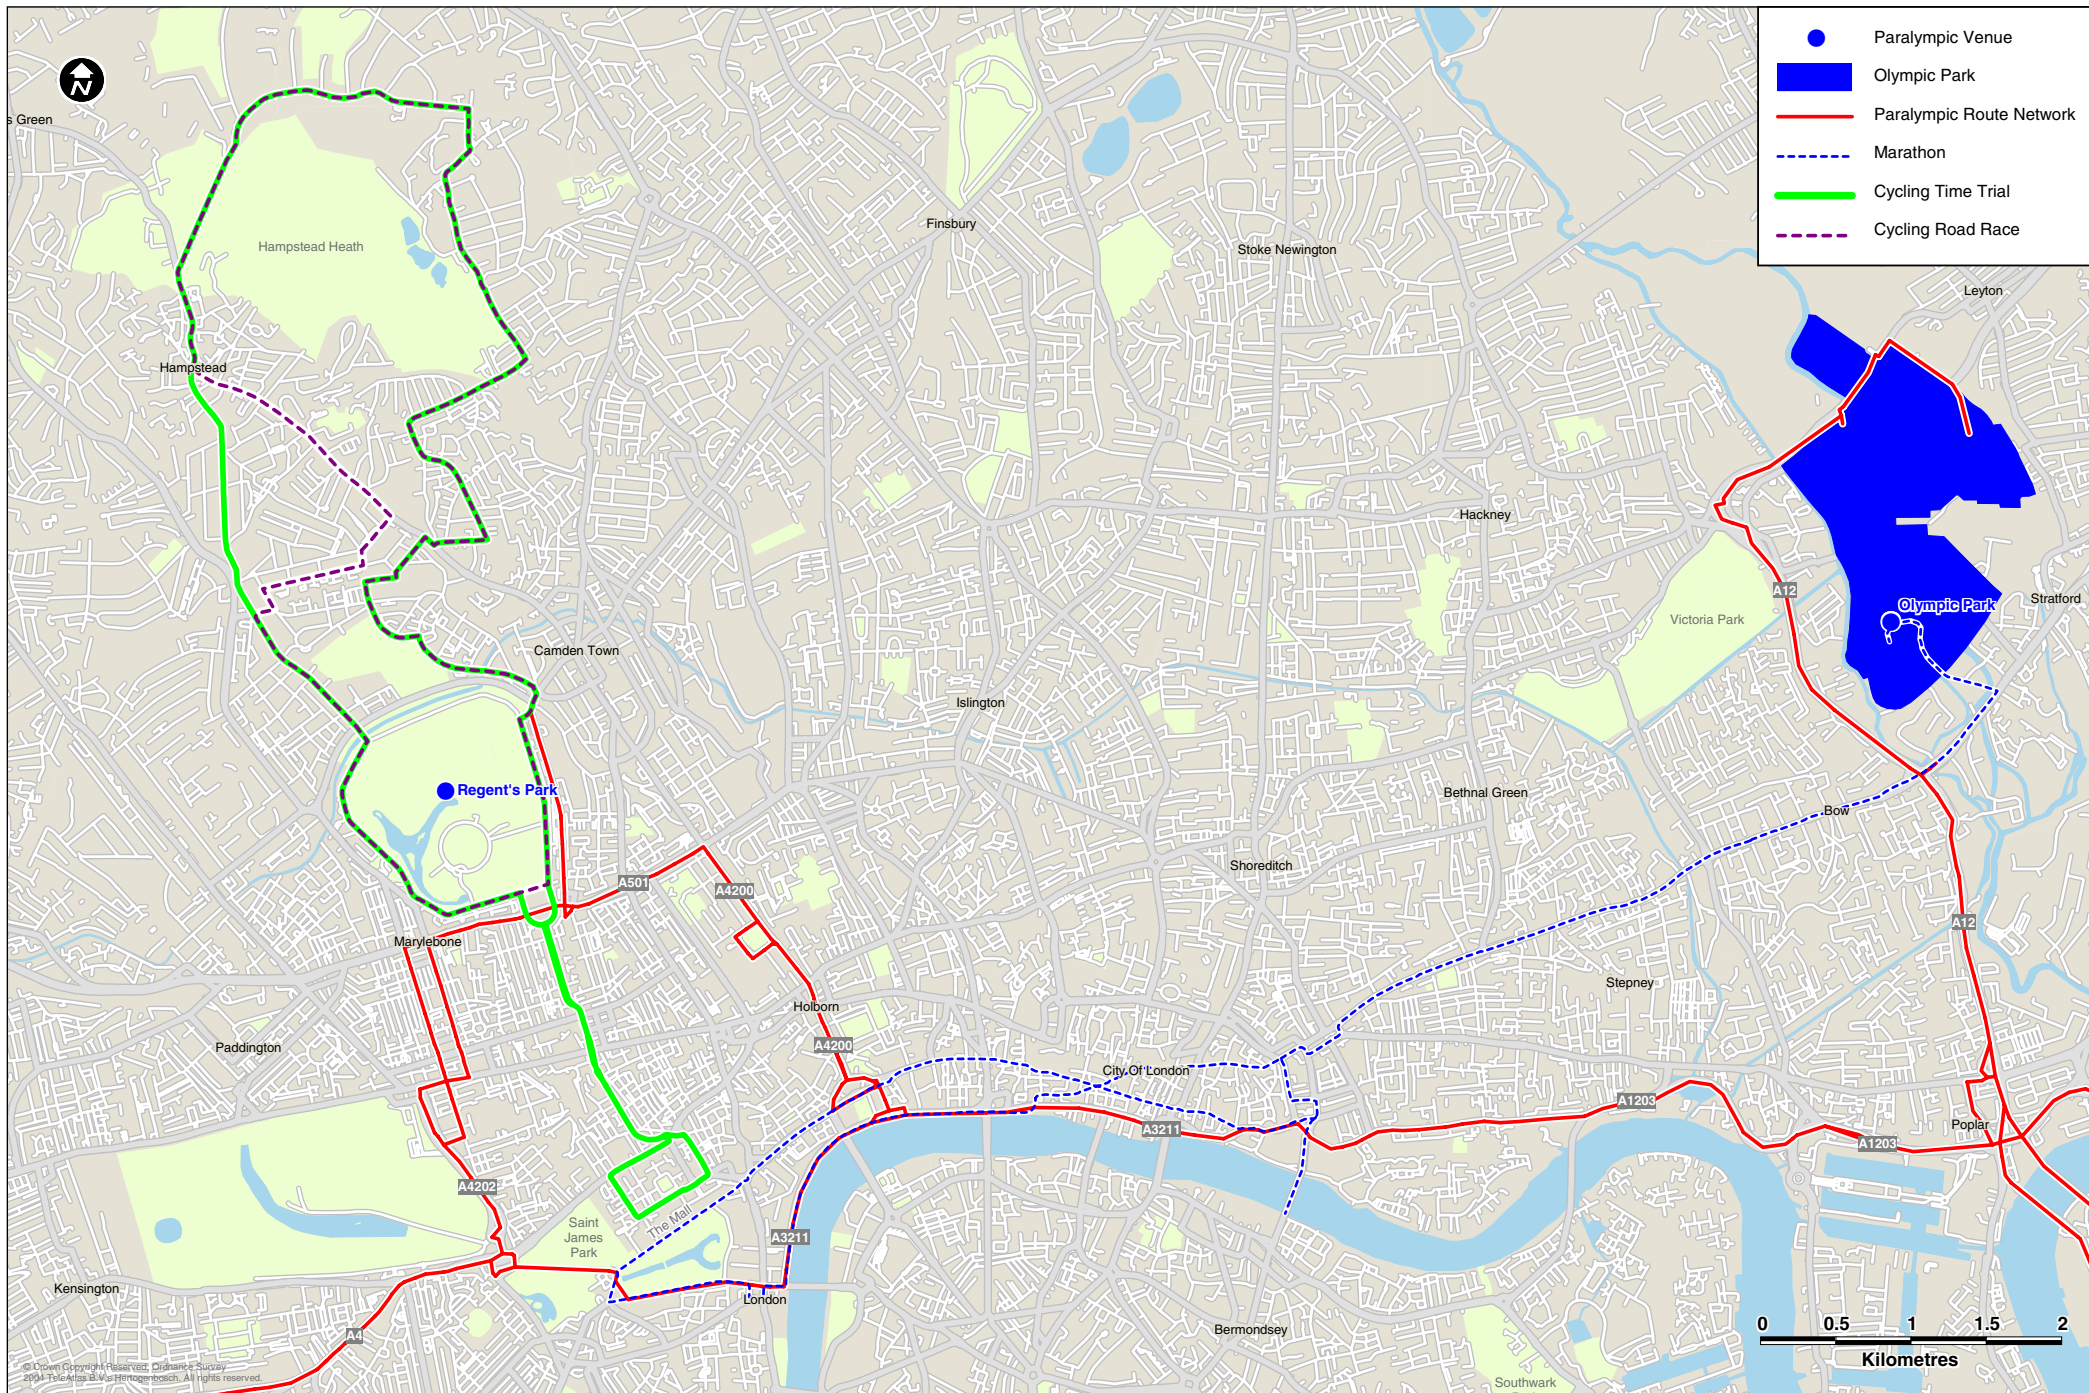 Paralympic Venue
Olympic Park
Paralympic Route Network
Marathon
Cycling Time Trial
Cycling Road Race
N
s Green
Hampstead Heath
Finsbury
Stoke Newington
Leyton
Hampstead
Hackney
A12
Olympic Park
Stratford
Victoria Park
Camden Town
Islington
Regent's Park
Bethnal Green
Bow
Shoreditch
A501
A4200
A12
Marylebone
Stepney
Holborn
Paddington
A4200
City Of London
A1203
A3211
Poplar
A1203
A4202
Saint
James
Park
The Mall
A3211
Kensington
London
A4
Bermondsey
Southwark
0 0.5 1 1.5 2
Kilometres
© Crown Copyright Reserved, Ordnance Survey
2004 TeleAtlas B.V.s Hertogenbosch. All rights reserved.